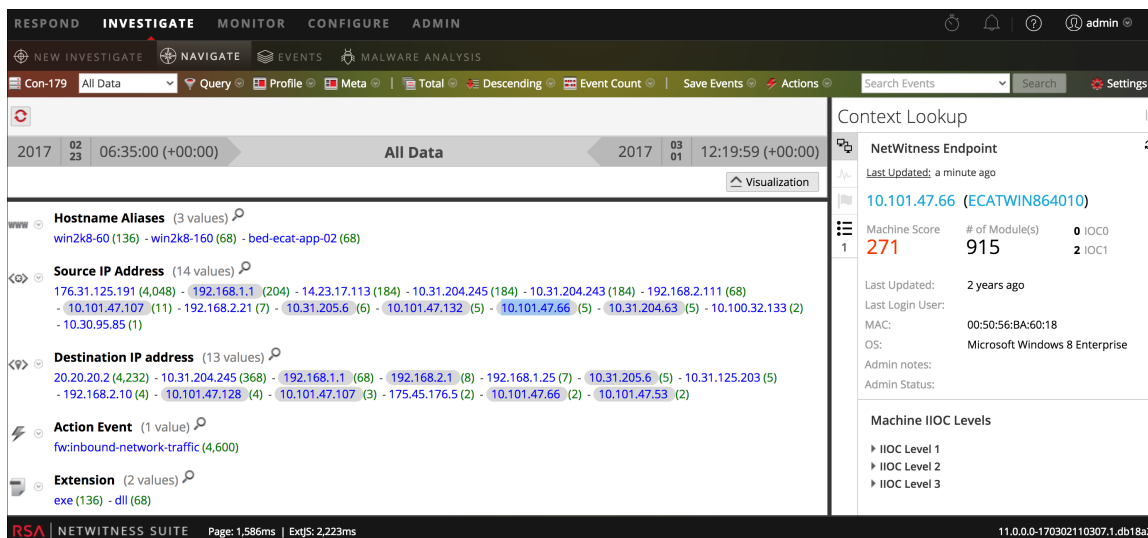 RESPOND INVESTIGATE MONITOR CONFIGURE ADMIN admin
NEW INVESTIGATE NAVIGATE EVENTS MALWARE ANALYSIS
Con-179 All Data Query Profile Meta | Total Descending Event Count | Save Events Actions Search Events Search Settings
2017 02 23 06:35:00 (+00:00) All Data 2017 03 01 12:19:59 (+00:00)
Visualization
Hostname Aliases (3 values)
win2k8-60 (136) - win2k8-160 (68) - bed-ecat-app-02 (68)
Source IP Address (14 values)
176.31.125.191 (4,048) - 192.168.1.1 (204) - 14.23.17.113 (184) - 10.31.204.245 (184) - 10.31.204.243 (184) - 192.168.2.111 (68)
- 10.101.47.107 (11) - 192.168.2.21 (7) - 10.31.205.6 (6) - 10.101.47.132 (5) - 10.101.47.66 (5) - 10.31.204.63 (5) - 10.100.32.133 (2)
- 10.30.95.85 (1)
Destination IP address (13 values)
20.20.20.2 (4,232) - 10.31.204.245 (368) - 192.168.1.1 (68) - 192.168.2.1 (8) - 192.168.1.25 (7) - 10.31.205.6 (5) - 10.31.125.203 (5)
- 192.168.2.10 (4) - 10.101.47.128 (4) - 10.101.47.107 (3) - 175.45.176.5 (2) - 10.101.47.66 (2) - 10.101.47.53 (2)
Action Event (1 value)
fw:inbound-network-traffic (4,600)
Extension (2 values)
exe (136) - dll (68)
Context Lookup
NetWitness Endpoint
Last Updated: a minute ago
10.101.47.66 (ECATWIN864010)
Machine Score # of Module(s) 0 IOC0
1 271 915 2 IOC1
Last Updated: 2 years ago
Last Login User:
MAC: 00:50:56:BA:60:18
OS: Microsoft Windows 8 Enterprise
Admin notes:
Admin Status:
Machine IIOC Levels
IIOC Level 1
IIOC Level 2
IIOC Level 3
RSA | NETWITNESS SUITE Page: 1,586ms | ExtJS: 2,223ms 11.0.0.0-170302110307.1.db18a